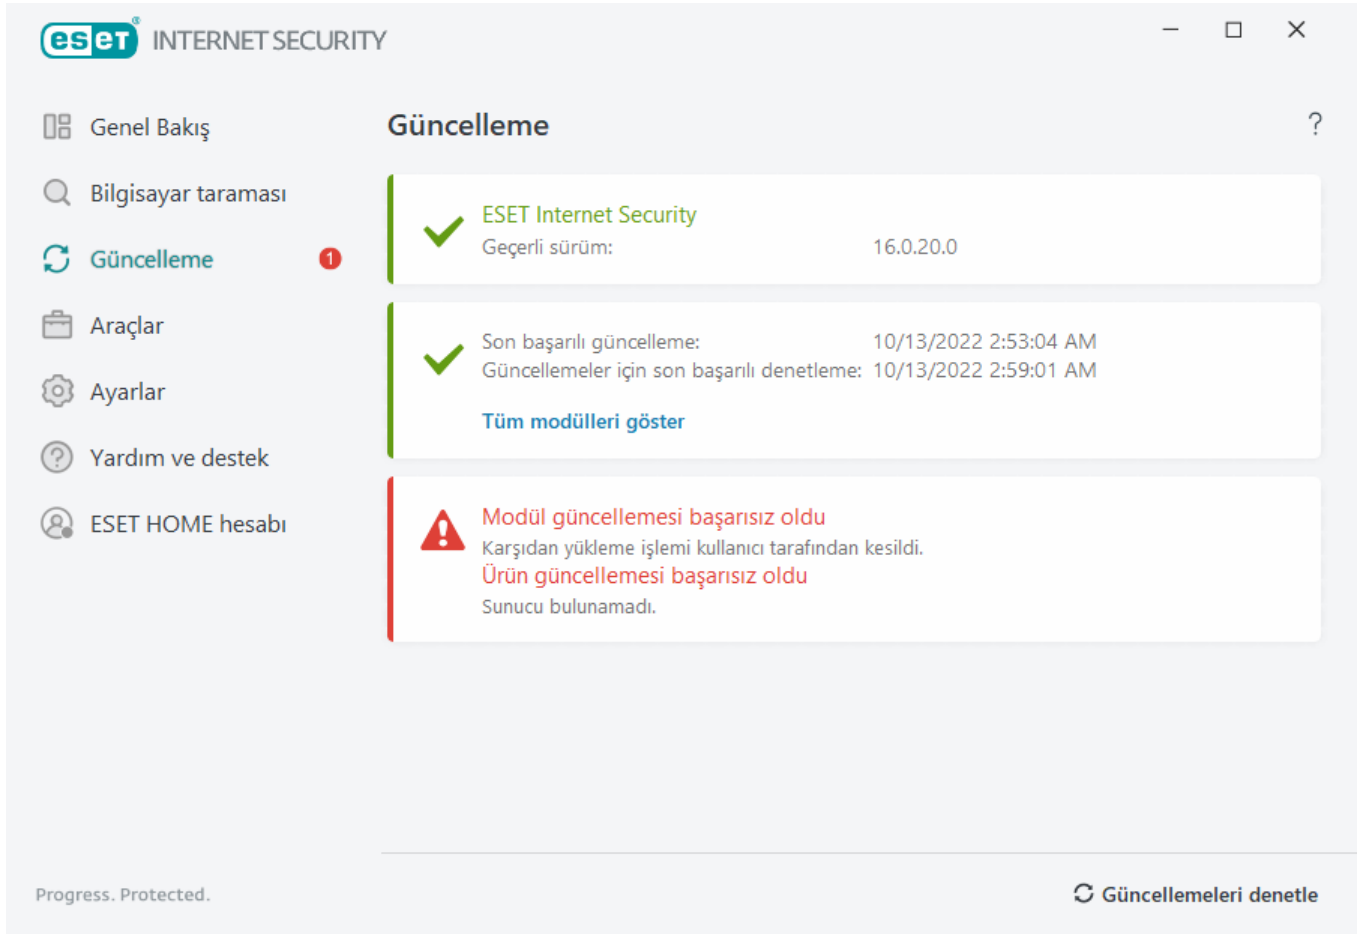 eset® INTERNET SECURITY
Genel Bakış
Bilgisayar taraması
Güncelleme 1
Araçlar
Ayarlar
Yardım ve destek
ESET HOME hesabı
Güncelleme ?
ESET Internet Security
Geçerli sürüm: 16.0.20.0
Son başarılı güncelleme: 10/13/2022 2:53:04 AM
Güncellemeler için son başarılı denetleme: 10/13/2022 2:59:01 AM
Tüm modülleri göster
Modül güncellemesi başarısız oldu
Karşıdan yükleme işlemi kullanıcı tarafından kesildi.
Ürün güncellemesi başarısız oldu
Sunucu bulunamadı.
Progress. Protected.
Güncellemeleri denetle